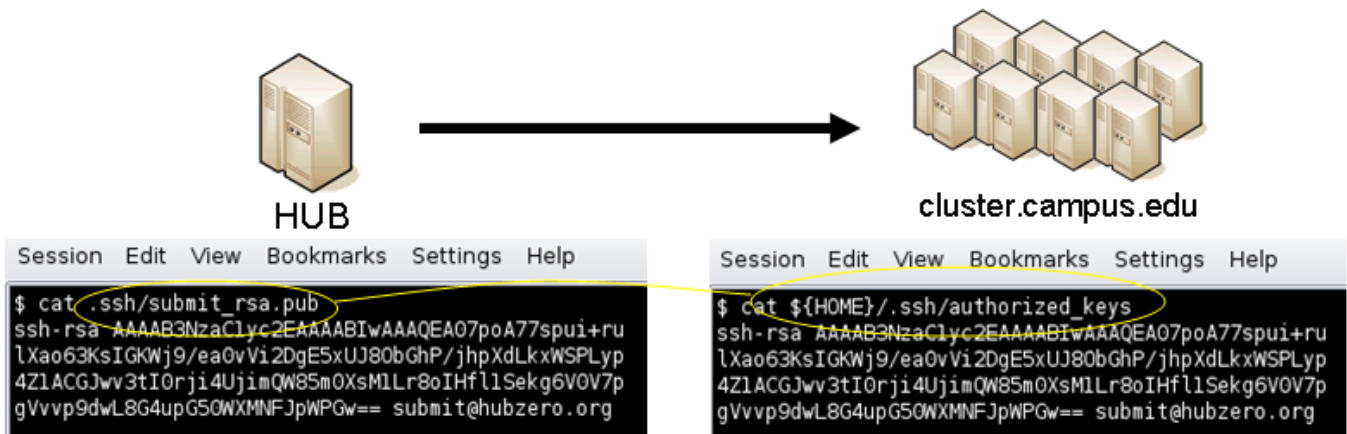 HUB
cluster.campus.edu
Session Edit View Bookmarks Settings Help
$ cat .ssh/submit_rsa.pub
ssh-rsa AAAAB3NzaC1yc2EAAAABIwAAAQEA07poA77spui+ru
lXao63KsIGKWj9/ea0vVi2DgE5xUJ80bGhP/jhpXdLkxWSPLyp
4Z1ACGJwv3tI0rji4UjimQW85m0XsM1Lr8oIHfl1Sekg6V0V7p
gVvvp9dwL8G4upG50WXMNFJpWPGw== submit@hubzero.org
Session Edit View Bookmarks Settings Help
$ cat ${HOME}/.ssh/authorized_keys
ssh-rsa AAAAB3NzaC1yc2EAAAABIwAAAQEA07poA77spui+ru
lXao63KsIGKWj9/ea0vVi2DgE5xUJ80bGhP/jhpXdLkxWSPLyp
4Z1ACGJwv3tI0rji4UjimQW85m0XsM1Lr8oIHfl1Sekg6V0V7p
gVvvp9dwL8G4upG50WXMNFJpWPGw== submit@hubzero.org